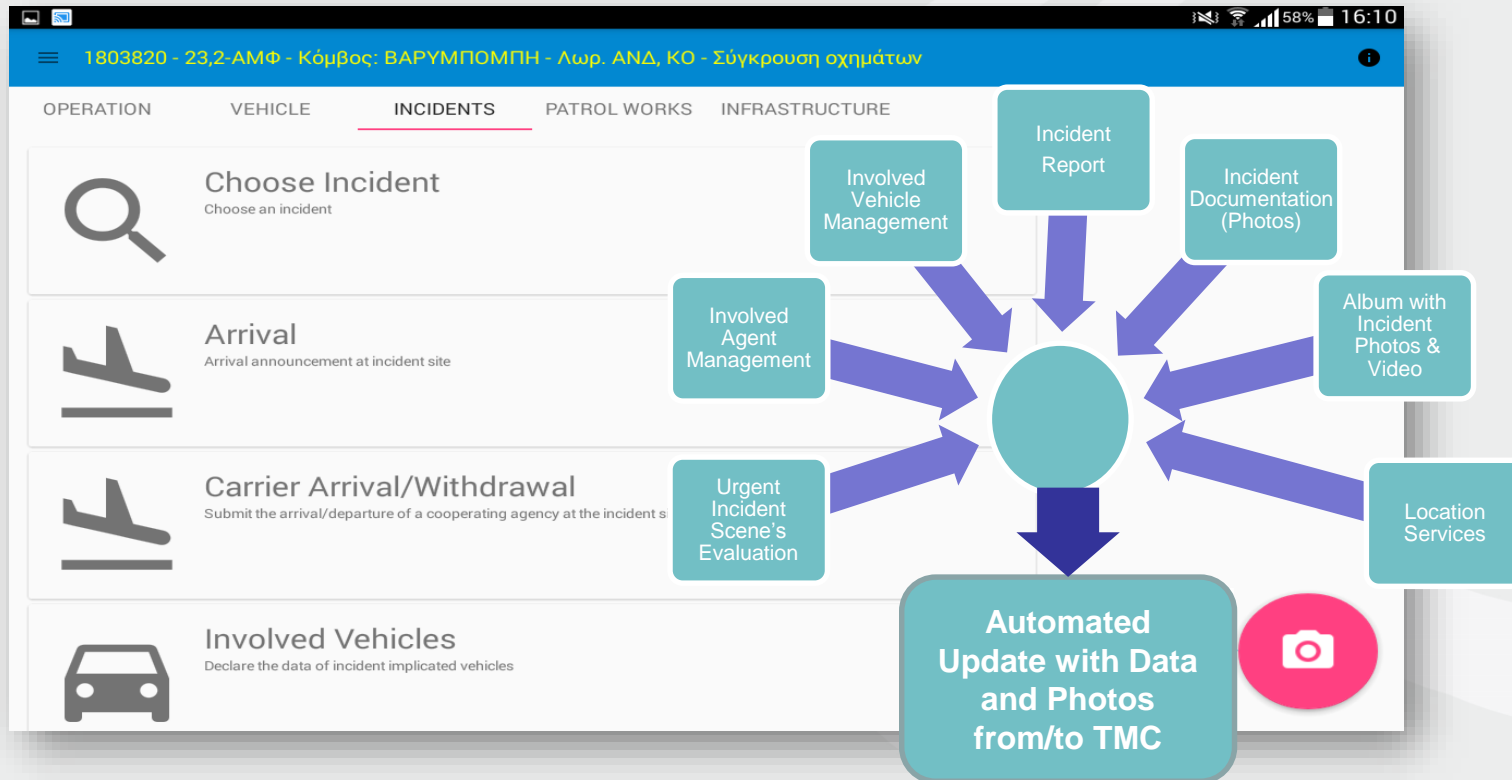 58% 16:10
1803820 - 23,2-ΑΜΦ - Κόμβος: ΒΑΡΥΜΠΟΜΠΗ - Λωρ. ΑΝΔ, ΚΟ - Σύγκρουση οχημάτων
OPERATION VEHICLE INCIDENTS PATROL WORKS INFRASTRUCTURE
Choose Incident
Choose an incident
Arrival
Arrival announcement at incident site
Carrier Arrival/Withdrawal
Submit the arrival/departure of a cooperating agency at the incident
Involved Vehicles
Declare the data of incident implicated vehicles
Urgent
Incident
Scene's
Evaluation
Involved
Agent
Management
Involved
Vehicle
Management
Incident
Report
Incident
Documentation
(Photos)
Album with
Incident
Photos &
Video
Location
Services
Automated
Update with Data
and Photos
from/to TMC